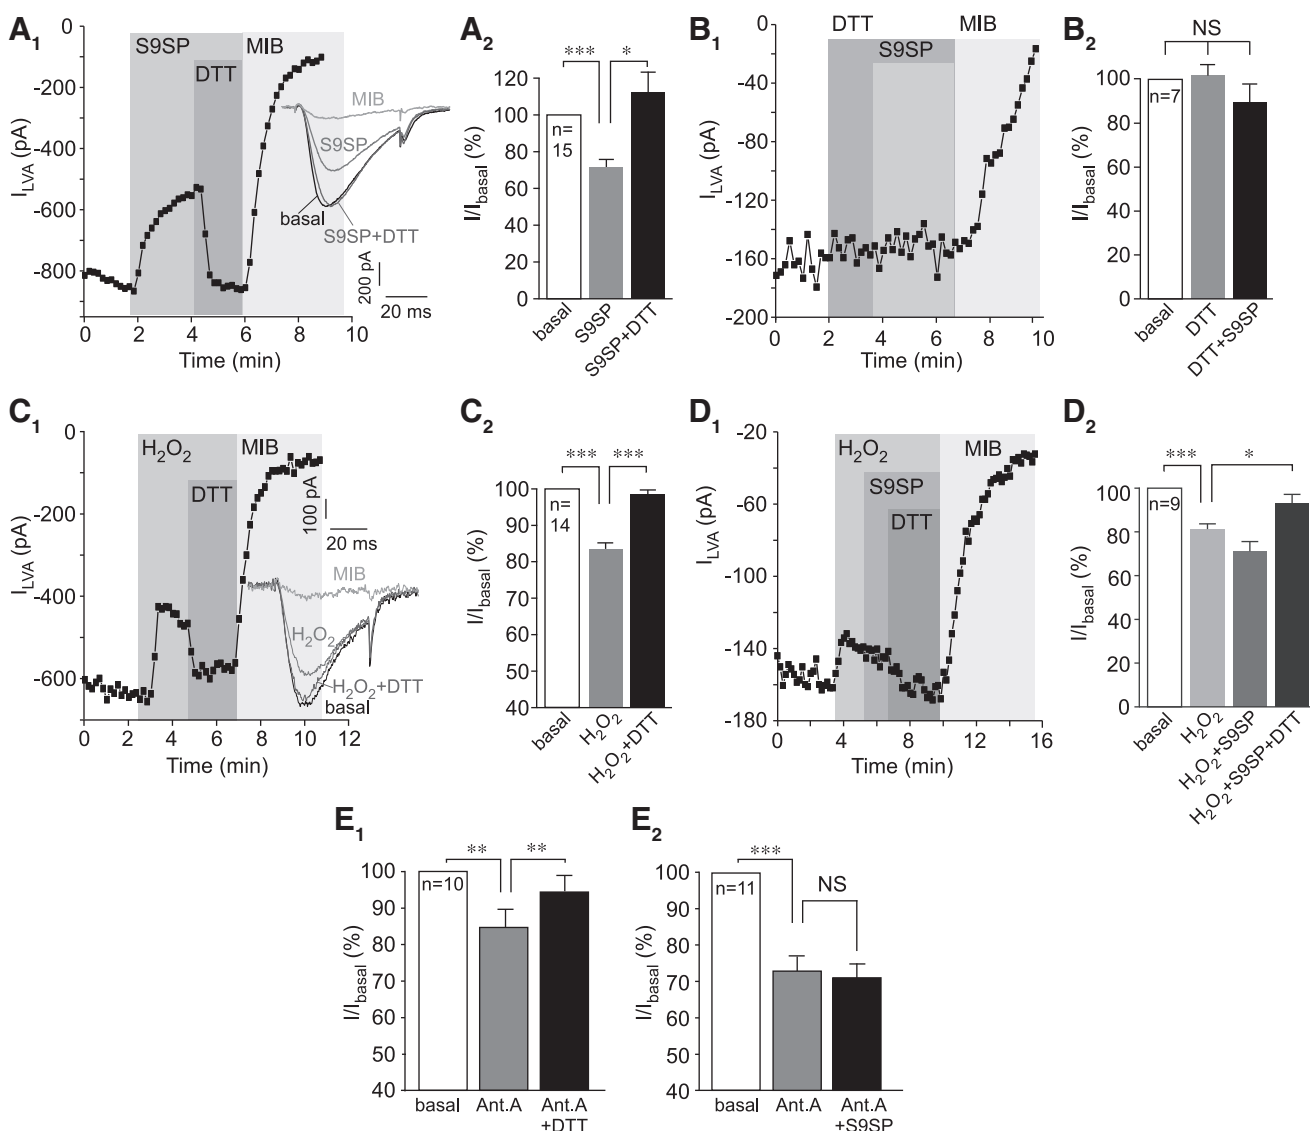 A1
0
-200
-400
-600
-800
ILVA (pA)
S9SP
DTT
MIB
MIB
S9SP
basal
S9SP+DTT
200 pA
20 ms
0 2 4 6 8 10
Time (min)
A2
*** *
120
100
80
60
40
20
0
I/Ibasal (%)
n=
15
basal
S9SP
S9SP+DTT
B1
DTT MIB
S9SP
0
-40
-80
-120
-160
-200
ILVA (pA)
0 2 4 6 8 10
Time (min)
B2
NS
100
80
60
40
20
0
I/Ibasal (%)
n=7
basal
DTT
DTT+S9SP
C1
0
-200
-400
-600
ILVA (pA)
H2O2
DTT
MIB
100 pA
20 ms
MIB
H2O2
H2O2+DTT
basal
0 2 4 6 8 10 12
Time (min)
C2
*** ***
100
90
80
70
60
50
40
I/Ibasal (%)
n=
14
basal
H2O2
H2O2+DTT
D1
-20
-60
-100
-140
-180
ILVA (pA)
H2O2
S9SP
DTT
MIB
0 4 8 12 16
Time (min)
D2
*** *
100
80
60
40
20
0
I/Ibasal (%)
n=9
basal
H2O2
H2O2+S9SP
H2O2+S9SP+DTT
E1
** **
100
90
80
70
60
50
40
I/Ibasal (%)
n=10
basal Ant.A Ant.A
+DTT
E2
*** NS
100
90
80
70
60
50
40
I/Ibasal (%)
n=11
basal Ant.A Ant.A
+S9SP